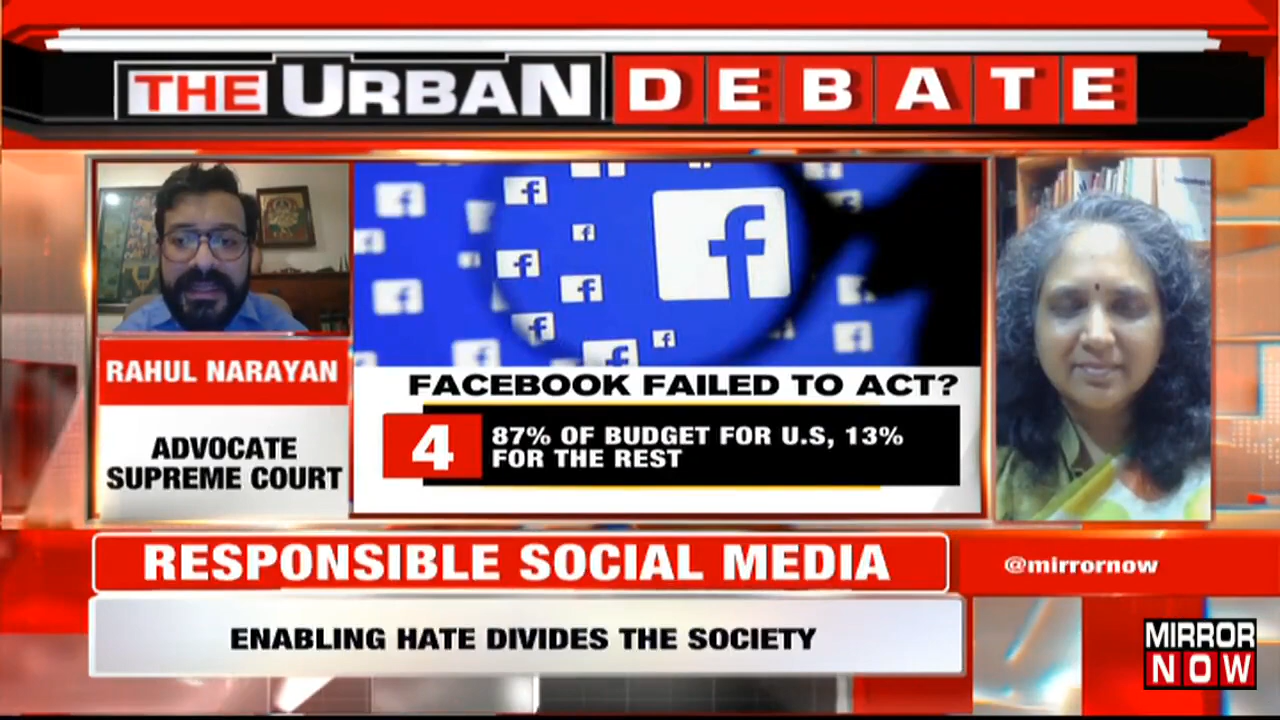 THE URBAN DEBATE
RAHUL NARAYAN
ADVOCATE
SUPREME COURT
FACEBOOK FAILED TO ACT?
4
87% OF BUDGET FOR U.S, 13%
FOR THE REST
RESPONSIBLE SOCIAL MEDIA
@mirrornow
ENABLING HATE DIVIDES THE SOCIETY
MIRROR
NOW